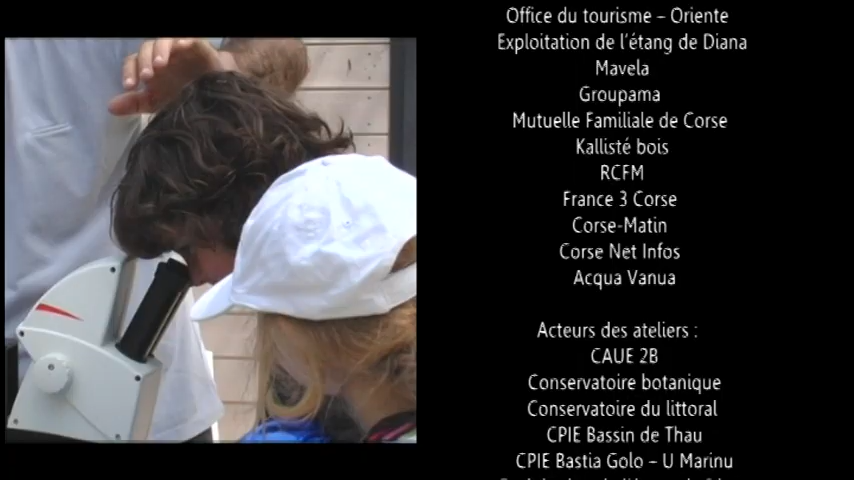 Office du tourisme – Oriente
Exploitation de l'étang de Diana
Mavela
Groupama
Mutuelle Familiale de Corse
Kallisté bois
RCFM
France 3 Corse
Corse-Matin
Corse Net Infos
Acqua Vanua
Acteurs des ateliers :
CAUE 2B
Conservatoire botanique
Conservatoire du littoral
CPIE Bassin de Thau
CPIE Bastia Golo – U Marinu